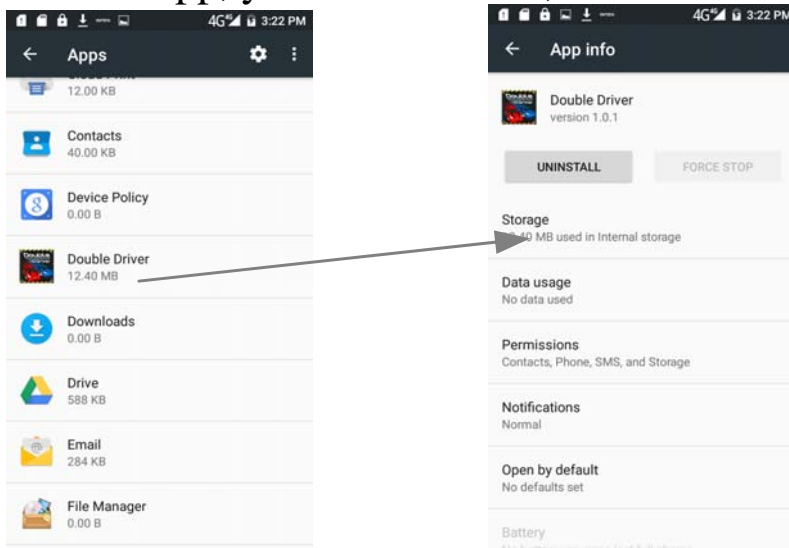 4G 3:22 PM
Apps
12.00 KB
Contacts
40.00 KB
Device Policy
0.00 B
Double Driver
12.40 MB
Downloads
0.00 B
Drive
588 KB
Email
284 KB
File Manager
0.00 B
4G 3:22 PM
App info
Double Driver
version 1.0.1
UNINSTALL
FORCE STOP
Storage
MB used in Internal storage
Data usage
No data used
Permissions
Contacts, Phone, SMS, and Storage
Notifications
Normal
Open by default
No defaults set
Battery